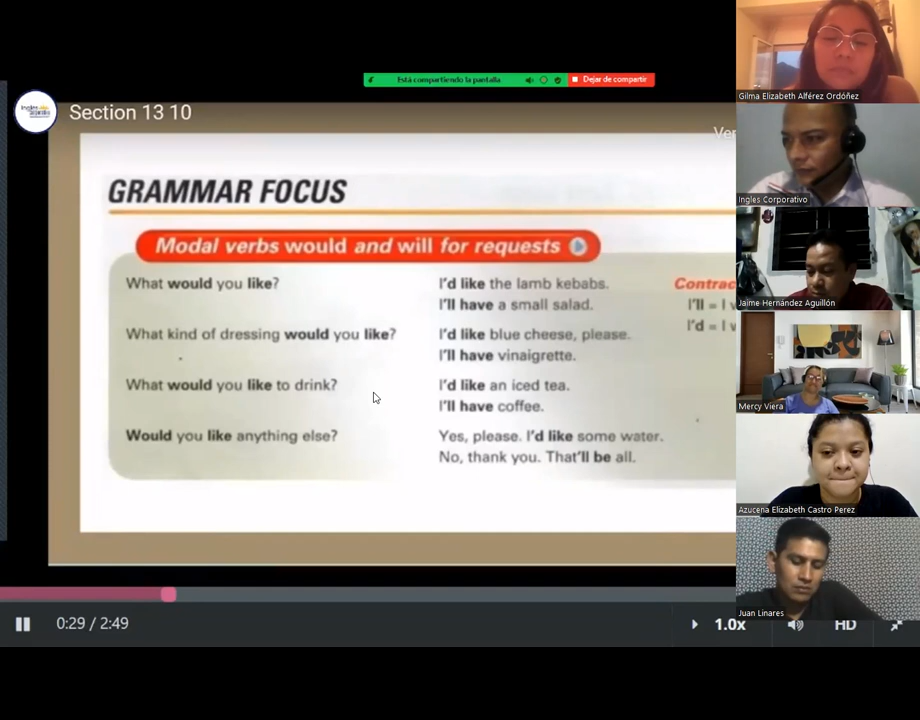 Está compartiendo la pantalla
Dejar de compartir
Section 13 10
GRAMMAR FOCUS
Modal verbs would and will for requests
What would you like?
I'd like the lamb kebabs.
I'll have a small salad.
What kind of dressing would you like?
I'd like blue cheese, please.
I'll have vinaigrette.
What would you like to drink?
I'd like an iced tea.
I'll have coffee.
Would you like anything else?
Yes, please. I'd like some water.
No, thank you. That'll be all.
Contrac
I'll = I
I'd = I
0:29 / 2:49
1.0x
HD
Gilma Elizabeth Alférez Ordóñez
Ingles Corporativo
Jaime Hernández Aguillón
Mercy Viera
Azucena Elizabeth Castro Perez
Juan Linares